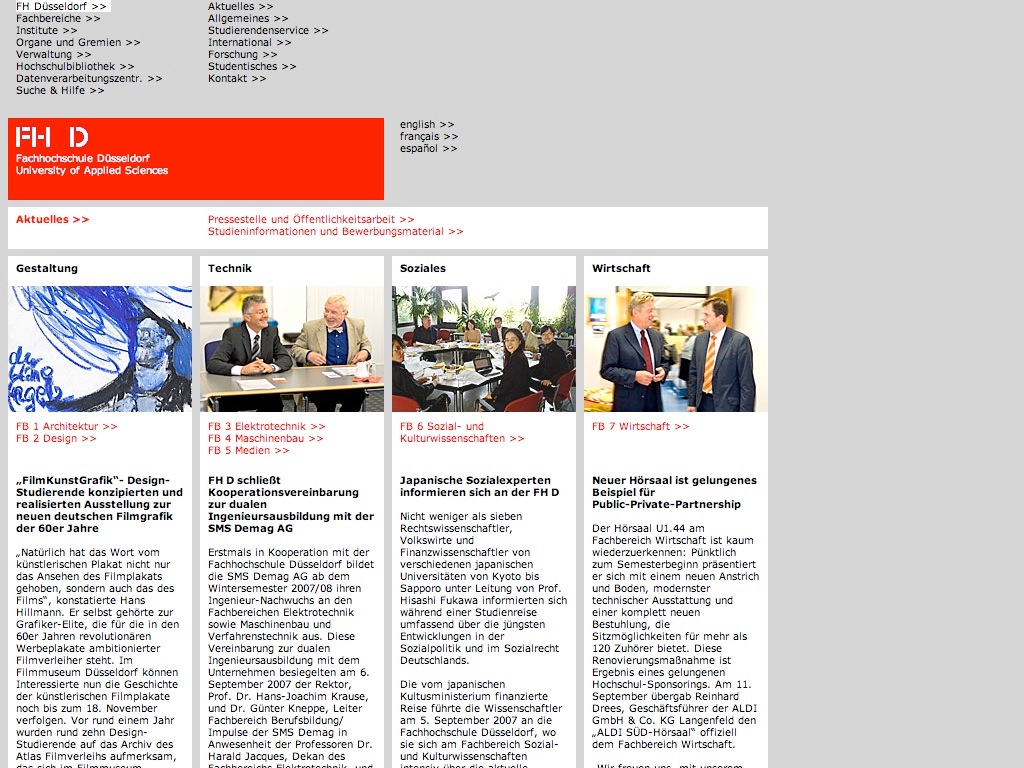 FH Düsseldorf >>
Fachbereiche >>
Institute >>
Organe und Gremien >>
Verwaltung >>
Hochschulbibliothek >>
Datenverarbeitungszentr. >>
Suche & Hilfe >>
Aktuelles >>
Allgemeines >>
Studierendenservice >>
International >>
Forschung >>
Studentisches >>
Kontakt >>
FH D
Fachhochschule Düsseldorf
University of Applied Sciences
english >>
français >>
español >>
Aktuelles >>
Pressestelle und Öffentlichkeitsarbeit >>
Studieninformationen und Bewerbungsmaterial >>
Gestaltung
FB 1 Architektur >>
FB 2 Design >>
„FilmKunstGrafik“- Design-
Studierende konzipierten und
realisierten Ausstellung zur
neuen deutschen Filmgrafik
der 60er Jahre
„Natürlich hat das Wort vom
künstlerischen Plakat nicht nur
das Ansehen des Filmplakats
gehoben, sondern auch das des
Films“, konstatierte Hans
Hillmann. Er selbst gehörte zur
Grafiker-Elite, die für die in den
60er Jahren revolutionären
Werbeplakate ambitionierter
Filmverleiher steht. Im
Filmmuseum Düsseldorf können
Interessierte nun die Geschichte
der künstlerischen Filmplakate
noch bis zum 18. November
verfolgen. Vor rund einem Jahr
wurden rund zehn Design-
Studierende auf das Archiv des
Atlas Filmverleihs aufmerksam,
das sich im Filmmuseum
Technik
FB 3 Elektrotechnik >>
FB 4 Maschinenbau >>
FB 5 Medien >>
FH D schließt
Kooperationsvereinbarung
zur dualen
Ingenieursausbildung mit der
SMS Demag AG
Erstmals in Kooperation mit der
Fachhochschule Düsseldorf bildet
die SMS Demag AG ab dem
Wintersemester 2007/08 ihren
Ingenieur-Nachwuchs an den
Fachbereichen Elektrotechnik
sowie Maschinenbau und
Verfahrenstechnik aus. Diese
Vereinbarung zur dualen
Ingenieursausbildung mit dem
Unternehmen besiegelten am 6.
September 2007 der Rektor,
Prof. Dr. Hans-Joachim Krause,
und Dr. Günter Kneppe, Leiter
Fachbereich Berufsbildung/
Impulse der SMS Demag in
Anwesenheit der Professoren Dr.
Harald Jacques, Dekan des
Fachbereichs Elektrotechnik, und
Soziales
FB 6 Sozial- und
Kulturwissenschaften >>
Japanische Sozialexperten
informieren sich an der FH D
Nicht weniger als sieben
Rechtswissenschaftler,
Volkswirte und
Finanzwissenschaftler von
verschiedenen japanischen
Universitäten von Kyoto bis
Sapporo unter Leitung von Prof.
Hisashi Fukawa informierten sich
während einer Studienreise
umfassend über die jüngsten
Entwicklungen in der
Sozialpolitik und im Sozialrecht
Deutschlands.
Die vom japanischen
Kultusministerium finanzierte
Reise führte die Wissenschaftler
am 5. September 2007 an die
Fachhochschule Düsseldorf, wo
sie sich am Fachbereich Sozial-
und Kulturwissenschaften
intensiv über die aktuelle
Wirtschaft
FB 7 Wirtschaft >>
Neuer Hörsaal ist gelungenes
Beispiel für
Public-Private-Partnership
Der Hörsaal U1.44 am
Fachbereich Wirtschaft ist kaum
wiederzuerkennen: Pünktlich
zum Semesterbeginn präsentiert
er sich mit einem neuen Anstrich
und Boden, modernster
technischer Ausstattung und
einer komplett neuen
Bestuhlung, die
Sitzmöglichkeiten für mehr als
120 Zuhörer bietet. Diese
Renovierungsmaßnahme ist
Ergebnis eines gelungenen
Hochschul-Sponsorings. Am 11.
September übergab Reinhard
Drees, Geschäftsführer der ALDI
GmbH & Co. KG Langenfeld den
„ALDI SÜD-Hörsaal“ offiziell
dem Fachbereich Wirtschaft.
„Wir freuen uns, mit unserem